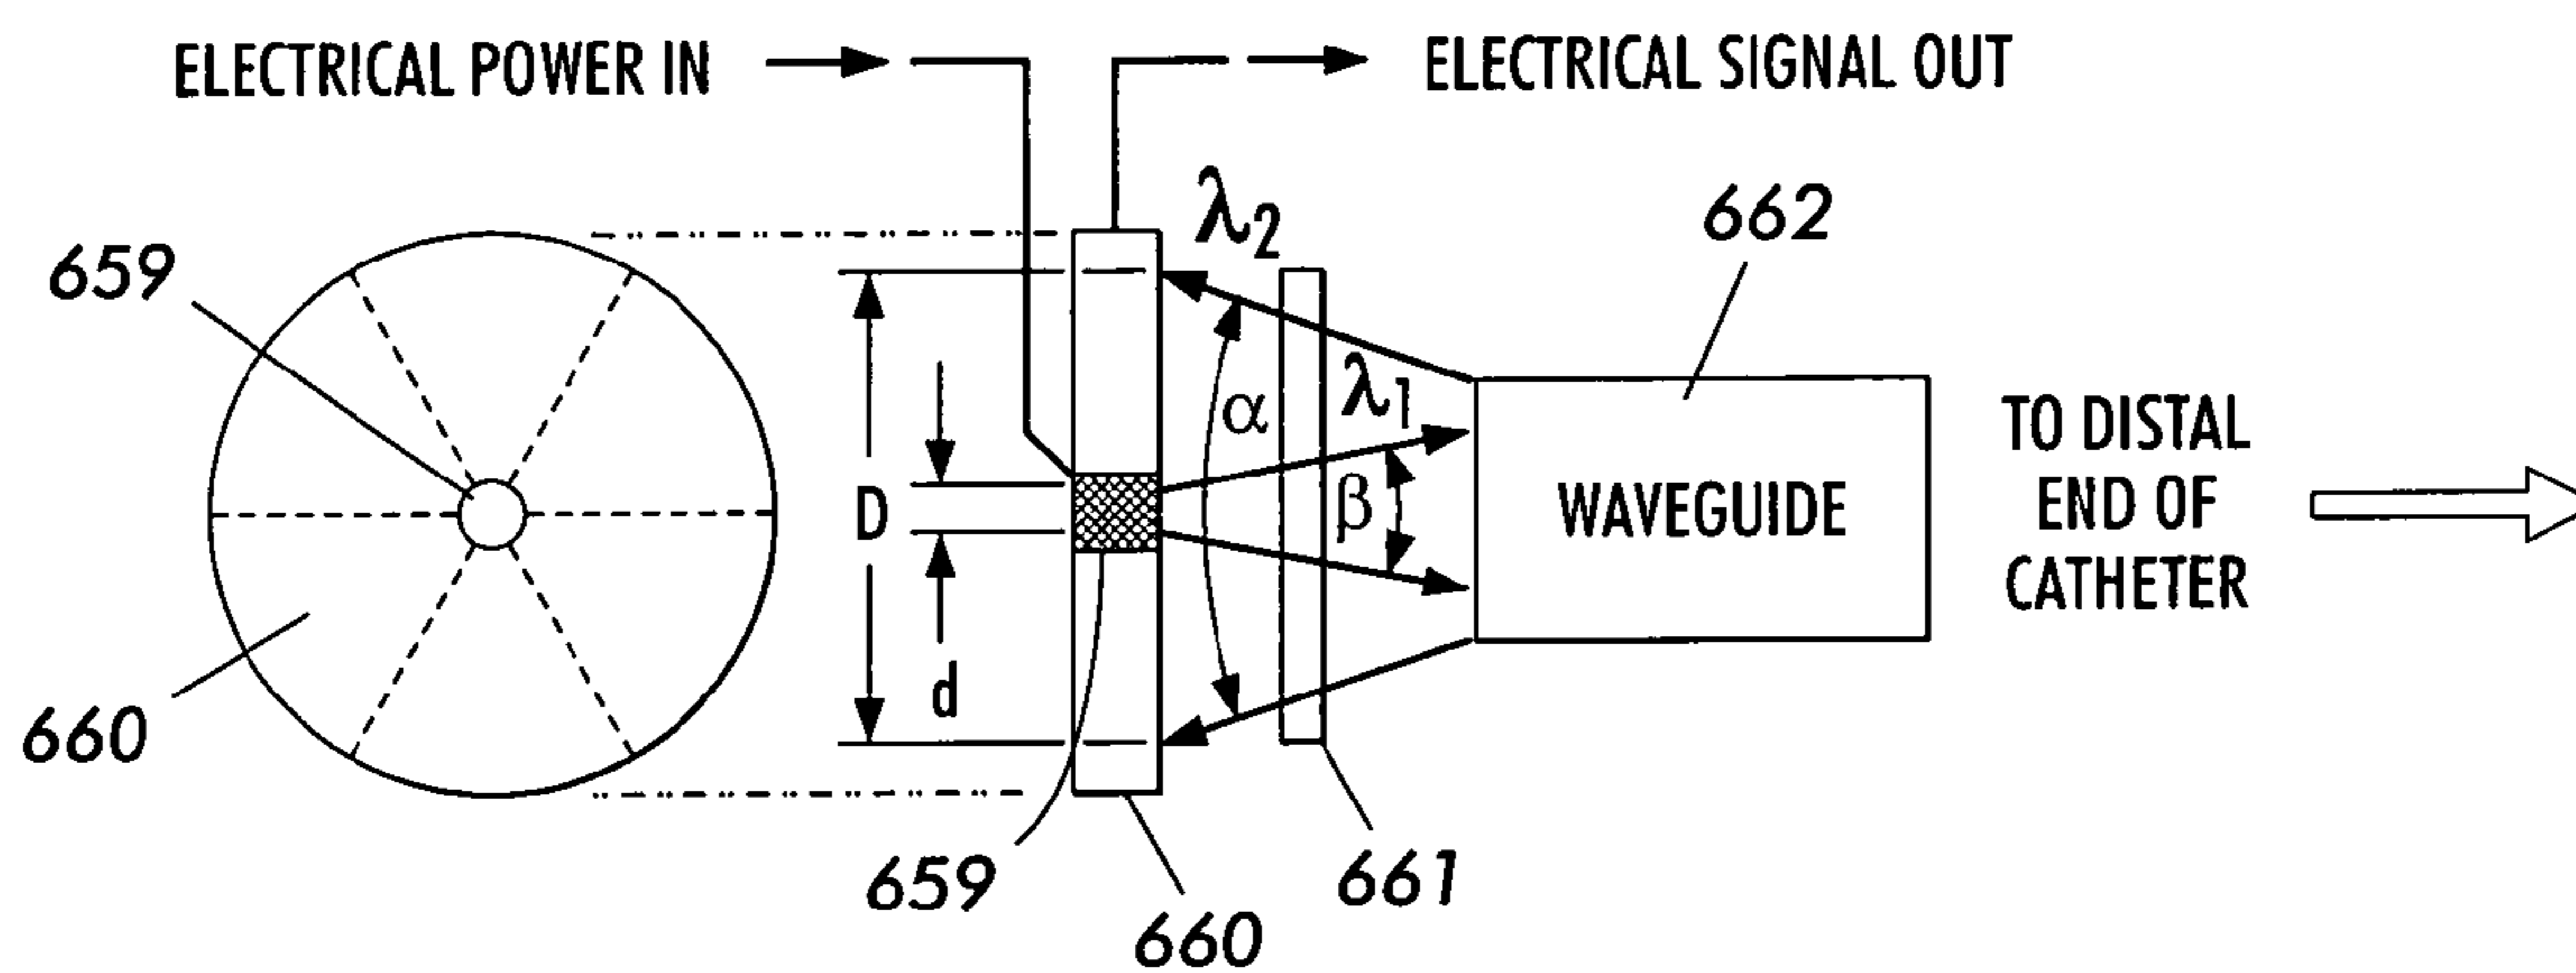 ELECTRICAL POWER IN
ELECTRICAL SIGNAL OUT
λ2
662
659
λ1
α
D
β
WAVEGUIDE
TO DISTAL
END OF
CATHETER
d
660
659
661
660